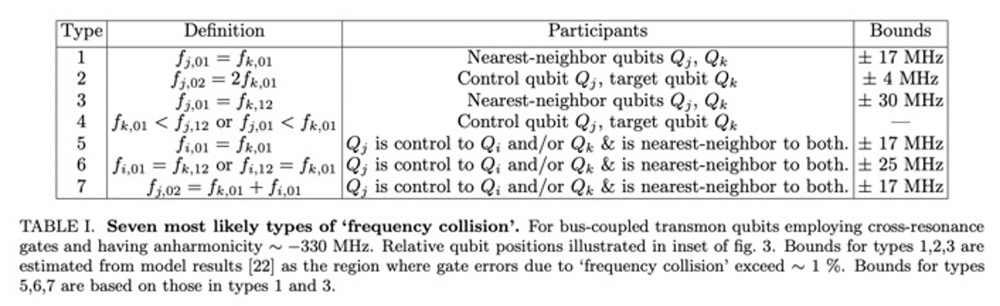 Type Definition Participants Bounds
1 f_{j,01} = f_{k,01} Nearest-neighbor qubits Q_j, Q_k ± 17 MHz
2 f_{j,02} = 2f_{k,01} Control qubit Q_j, target qubit Q_k ± 4 MHz
3 f_{j,01} = f_{k,12} Nearest-neighbor qubits Q_j, Q_k ± 30 MHz
4 f_{k,01} < f_{j,12} or f_{j,01} < f_{k,01} Control qubit Q_j, target qubit Q_k —
5 f_{i,01} = f_{k,01} Q_j is control to Q_i and/or Q_k & is nearest-neighbor to both. ± 17 MHz
6 f_{i,01} = f_{k,12} or f_{i,12} = f_{k,01} Q_j is control to Q_i and/or Q_k & is nearest-neighbor to both. ± 25 MHz
7 f_{j,02} = f_{k,01} + f_{i,01} Q_j is control to Q_i and/or Q_k & is nearest-neighbor to both. ± 17 MHz
TABLE I. Seven most likely types of ‘frequency collision’. For bus-coupled transmon qubits employing cross-resonance
gates and having anharmonicity ∼ −330 MHz. Relative qubit positions illustrated in inset of fig. 3. Bounds for types 1,2,3 are
estimated from model results [22] as the region where gate errors due to ‘frequency collision’ exceed ∼ 1 %. Bounds for types
5,6,7 are based on those in types 1 and 3.